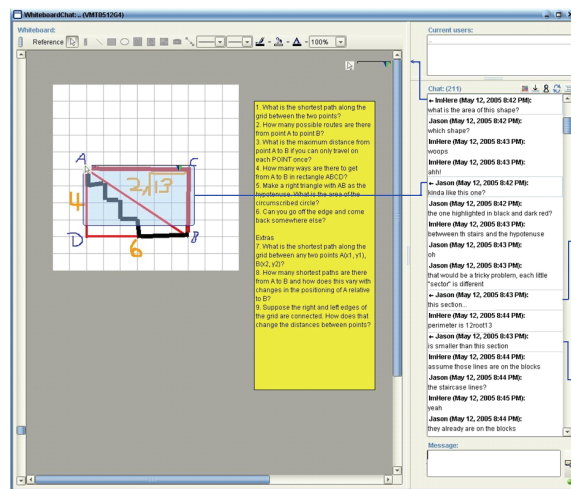 WhiteboardChat: .. (VMT0512G4)
Whiteboard:
Reference
100%
Current users:
Chat: (211)
1. What is the shortest path along the
grid between the two points?
2. How many possible routes are there
from point A to point B?
3. What is the maximum distance from
point A to B if you can only travel on
each POINT once?
4. How many ways are there to get
from A to B in rectangle ABCD?
5. Make a right triangle with AB as the
hypotenuse. What is the area of the
circumscribed circle?
6. Can you go off the edge and come
back somewhere else?
Extras
7. What is the shortest path along the
grid between any two points A(x1, y1),
B(x2, y2)?
8. How many shortest paths are there
from A to B and how does this vary with
changes in the positioning of A relative
to B?
9. Suppose the right and left edges of
the grid are connected. How does that
change the distances between points?
A
C
2√13
4
D
6
B
ImHere (May 12, 2005 8:42 PM):
what is the area of this shape?
Jason (May 12, 2005 8:42 PM):
which shape?
ImHere (May 12, 2005 8:43 PM):
woops
ImHere (May 12, 2005 8:43 PM):
ahh!
Jason (May 12, 2005 8:42 PM):
kinda like this one?
Jason (May 12, 2005 8:43 PM):
the one highlighted in black and dark red?
ImHere (May 12, 2005 8:43 PM):
between th stairs and the hypotenuse
Jason (May 12, 2005 8:43 PM):
oh
Jason (May 12, 2005 8:43 PM):
that would be a tricky problem, each little
"sector" is different
Jason (May 12, 2005 8:43 PM):
this section...
ImHere (May 12, 2005 8:44 PM):
perimeter is 12root13
Jason (May 12, 2005 8:43 PM):
is smaller than this section
ImHere (May 12, 2005 8:44 PM):
assume those lines are on the blocks
Jason (May 12, 2005 8:44 PM):
the staircase lines?
ImHere (May 12, 2005 8:45 PM):
yeah
Jason (May 12, 2005 8:44 PM):
they already are on the blocks
Message: